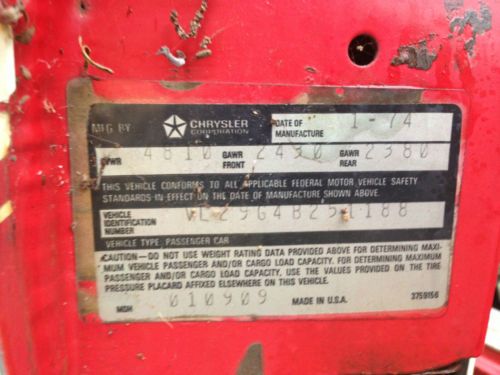 MFG BY CHRYSLER CORPORATION DATE OF MANUFACTURE 1-74
GVWR 4810 GAWR FRONT 2430 GAWR REAR 2380
THIS VEHICLE CONFORMS TO ALL APPLICABLE FEDERAL MOTOR VEHICLE SAFETY
STANDARDS IN EFFECT ON THE DATE OF MANUFACTURE SHOWN ABOVE.
VEHICLE IDENTIFICATION NUMBER VL29G4B251188
VEHICLE TYPE: PASSENGER CAR
CAUTION: DO NOT USE WEIGHT RATING DATA PROVIDED ABOVE FOR DETERMINING MAXI-
MUM VEHICLE PASSENGER AND/OR CARGO LOAD CAPACITY. FOR DETERMINING MAXIMUM
PASSENGER AND/OR CARGO LOAD CAPACITY, USE THE VALUES PROVIDED ON THE TIRE
PRESSURE PLACARD AFFIXED ELSEWHERE ON THIS VEHICLE.
MDH 010909 MADE IN U.S.A. 3759156